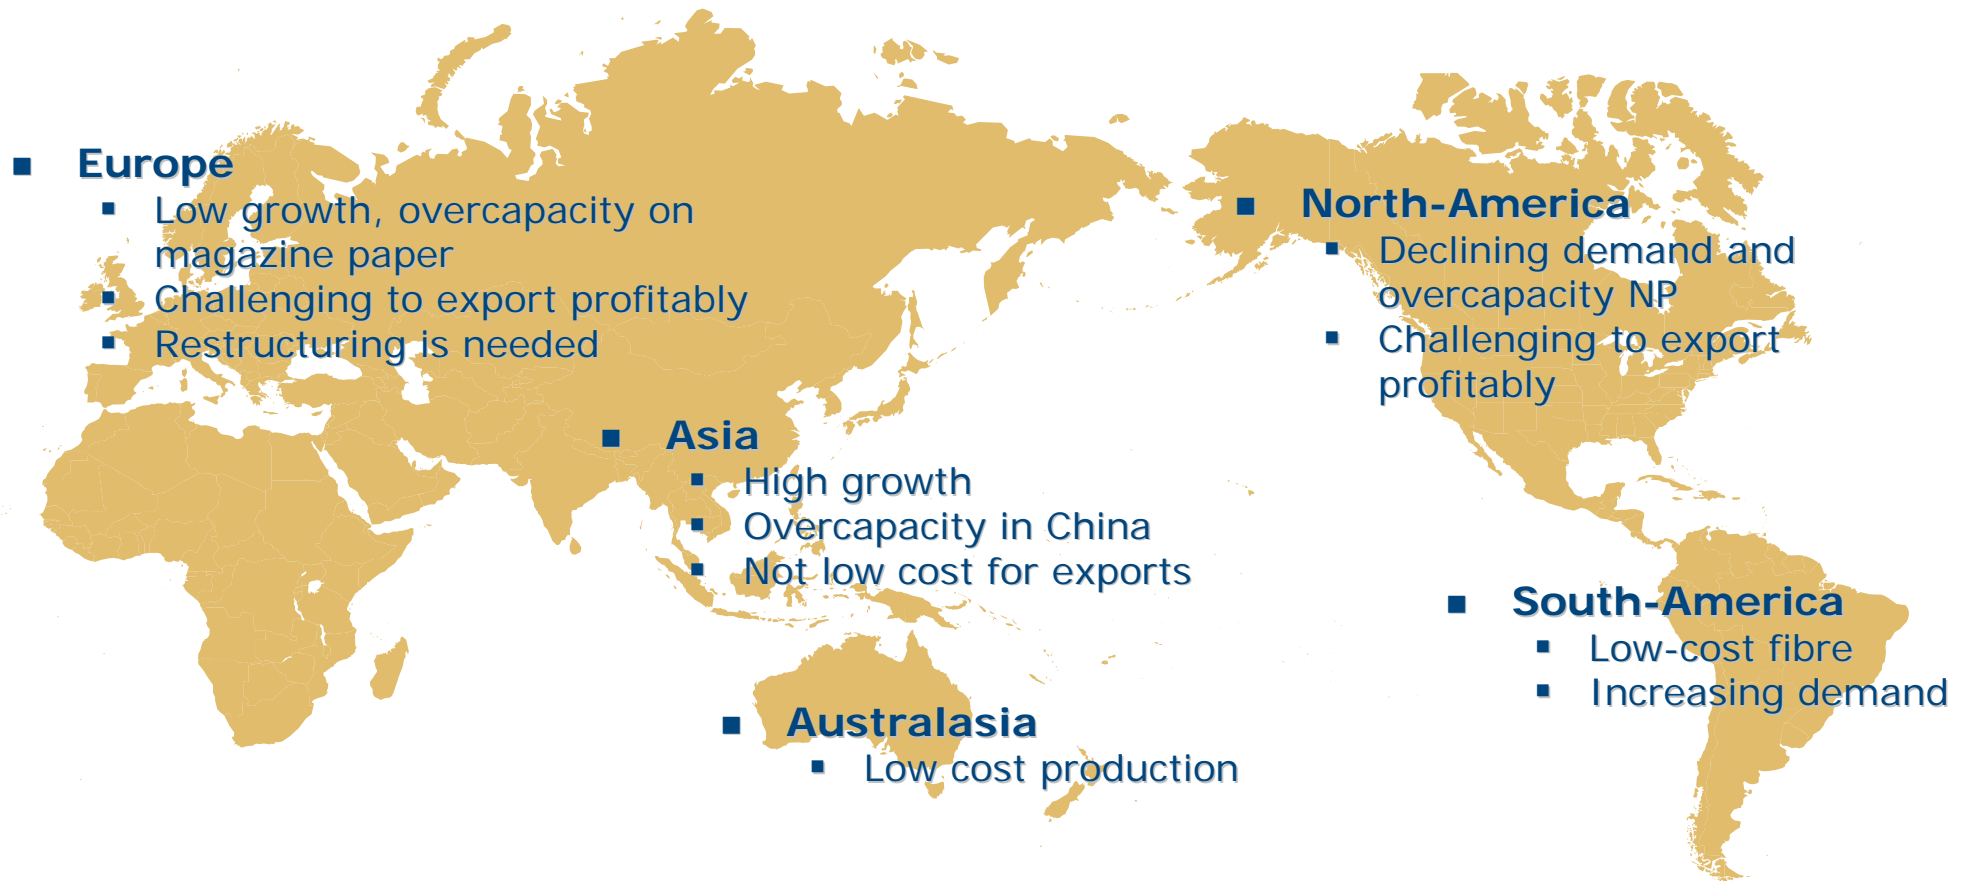 Europe
Low growth, overcapacity on
magazine paper
Challenging to export profitably
Restructuring is needed
Asia
High growth
Overcapacity in China
Not low cost for exports
Australasia
Low cost production
North-America
Declining demand and
overcapacity NP
Challenging to export
profitably
South-America
Low-cost fibre
Increasing demand